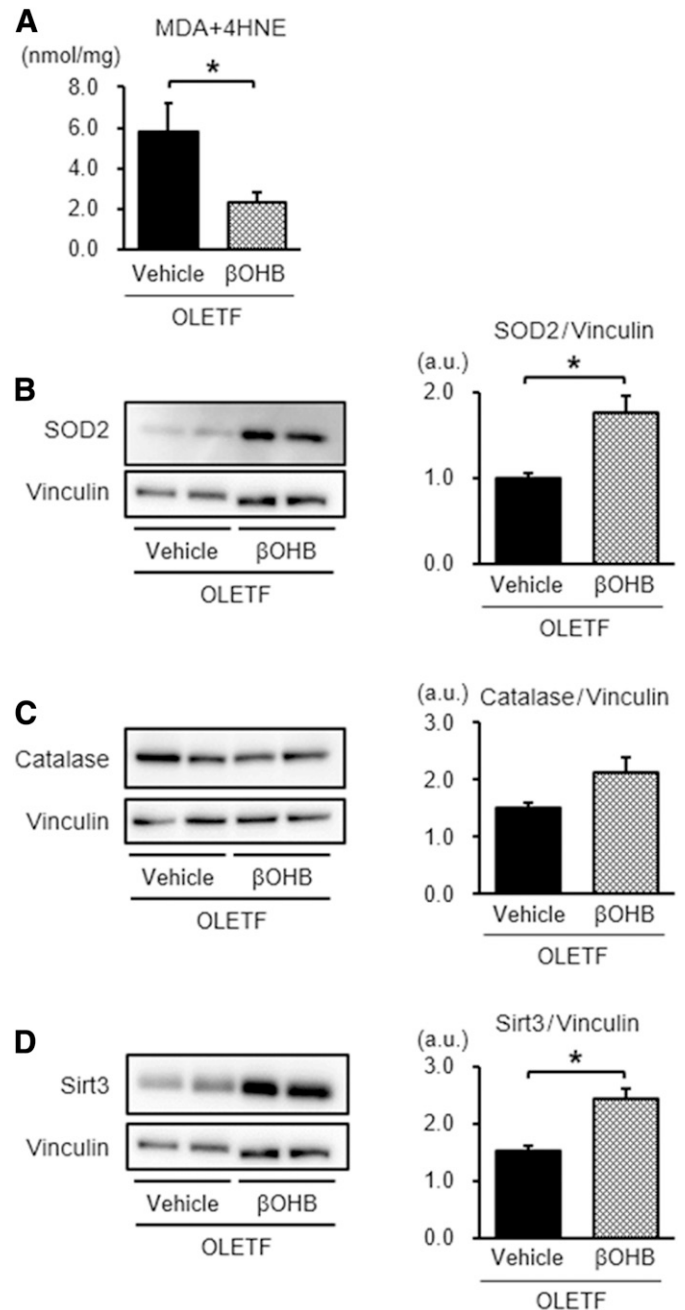 A
MDA+4HNE
(nmol/mg)
*
8.0
6.0
4.0
2.0
0.0
Vehicle βOHB
OLETF
B
SOD2
Vinculin
Vehicle βOHB
OLETF
SOD2/Vinculin
(a.u.)
*
2.0
1.0
0.0
Vehicle βOHB
OLETF
C
Catalase
Vinculin
Vehicle βOHB
OLETF
(a.u.) Catalase/Vinculin
3.0
2.0
1.0
0.0
Vehicle βOHB
OLETF
D
Sirt3
Vinculin
Vehicle βOHB
OLETF
Sirt3/Vinculin
(a.u.)
*
3.0
2.0
1.0
0.0
Vehicle βOHB
OLETF